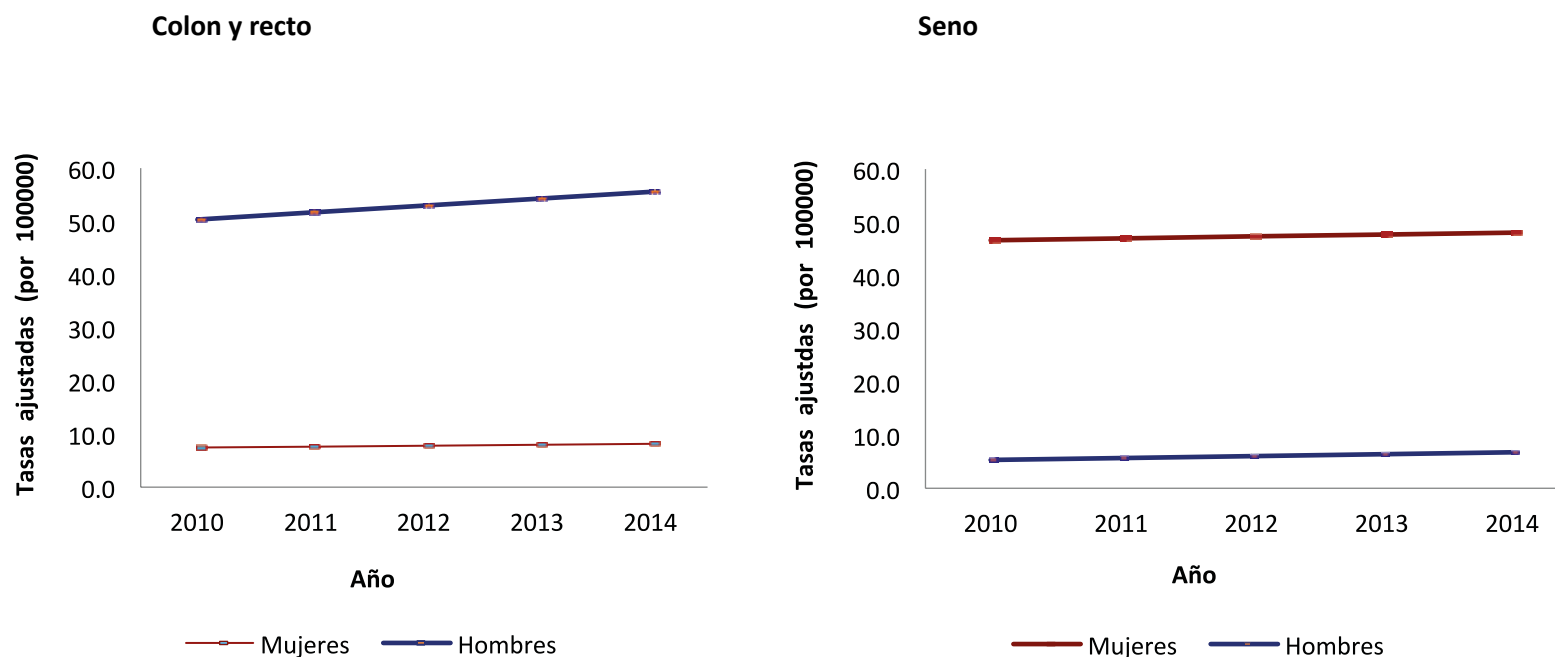 Colon y recto
Tasas ajustadas (por 100000)
60.0
50.0
40.0
30.0
20.0
10.0
0.0
2010 2011 2012 2013 2014
Año
Mujeres Hombres
Seno
Tasas ajustdas (por 100000)
60.0
50.0
40.0
30.0
20.0
10.0
0.0
2010 2011 2012 2013 2014
Año
Mujeres Hombres